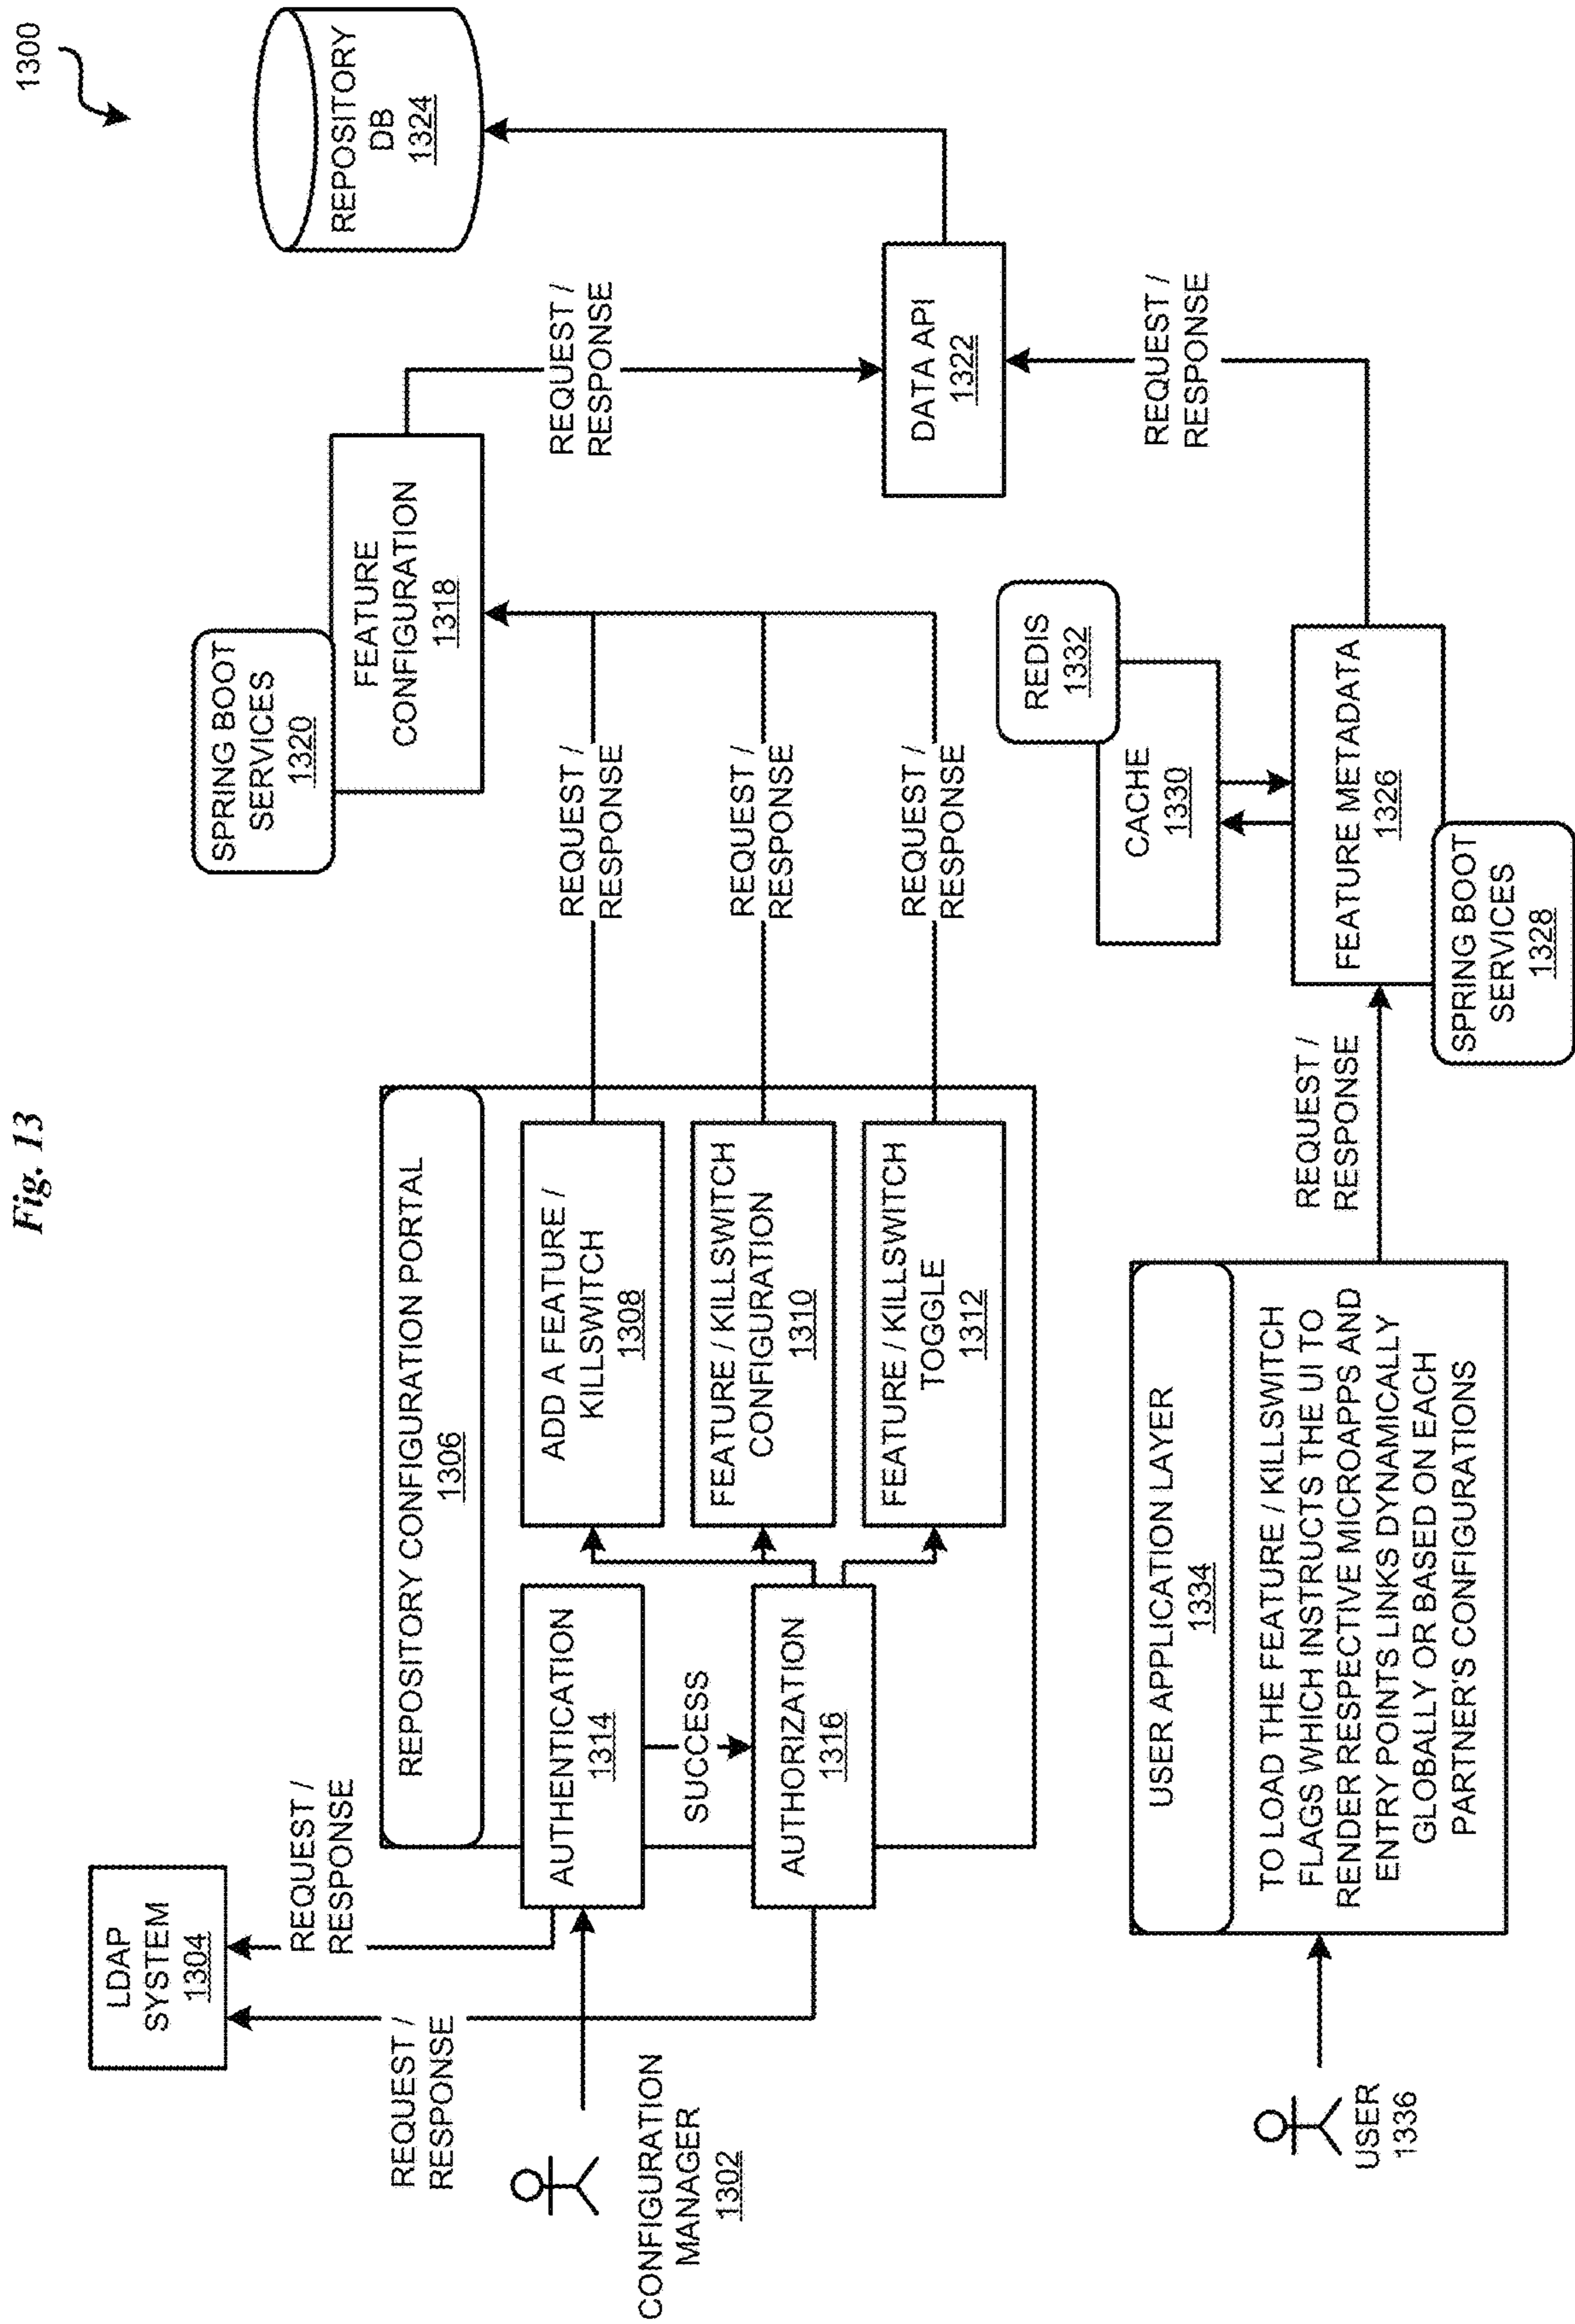 Fig. 13
1300
LDAP
SYSTEM
1304
REQUEST /
RESPONSE
REQUEST /
RESPONSE
CONFIGURATION
MANAGER
1302
REPOSITORY CONFIGURATION PORTAL
1306
AUTHENTICATION
1314
SUCCESS
AUTHORIZATION
1316
ADD A FEATURE /
KILLSWITCH
1308
FEATURE / KILLSWITCH
CONFIGURATION
1310
FEATURE / KILLSWITCH
TOGGLE
1312
REQUEST /
RESPONSE
REQUEST /
RESPONSE
REQUEST /
RESPONSE
SPRING BOOT
SERVICES
1320
FEATURE
CONFIGURATION
1318
REQUEST /
RESPONSE
REPOSITORY
DB
1324
DATA API
1322
REQUEST /
RESPONSE
REDIS
1332
CACHE
1330
FEATURE METADATA
1326
SPRING BOOT
SERVICES
1328
REQUEST /
RESPONSE
USER APPLICATION LAYER
1334
TO LOAD THE FEATURE / KILLSWITCH
FLAGS WHICH INSTRUCTS THE UI TO
RENDER RESPECTIVE MICROAPPS AND
ENTRY POINTS LINKS DYNAMICALLY
GLOBALLY OR BASED ON EACH
PARTNER'S CONFIGURATIONS
USER
1336